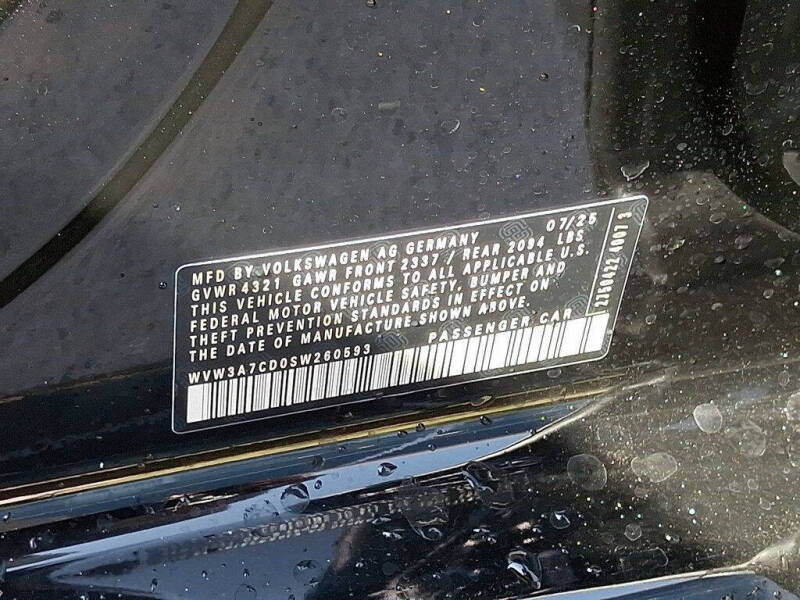 MFD BY VOLKSWAGEN AG GERMANY 07/25
GVWR 4321 GAWR FRONT 2337 / REAR 2094 LBS
THIS VEHICLE CONFORMS TO ALL APPLICABLE U.S.
FEDERAL MOTOR VEHICLE SAFETY, BUMPER AND
THEFT PREVENTION STANDARDS IN EFFECT ON
THE DATE OF MANUFACTURE SHOWN ABOVE.
WVW3A7CD0SW260593 PASSENGER CAR
4007 3